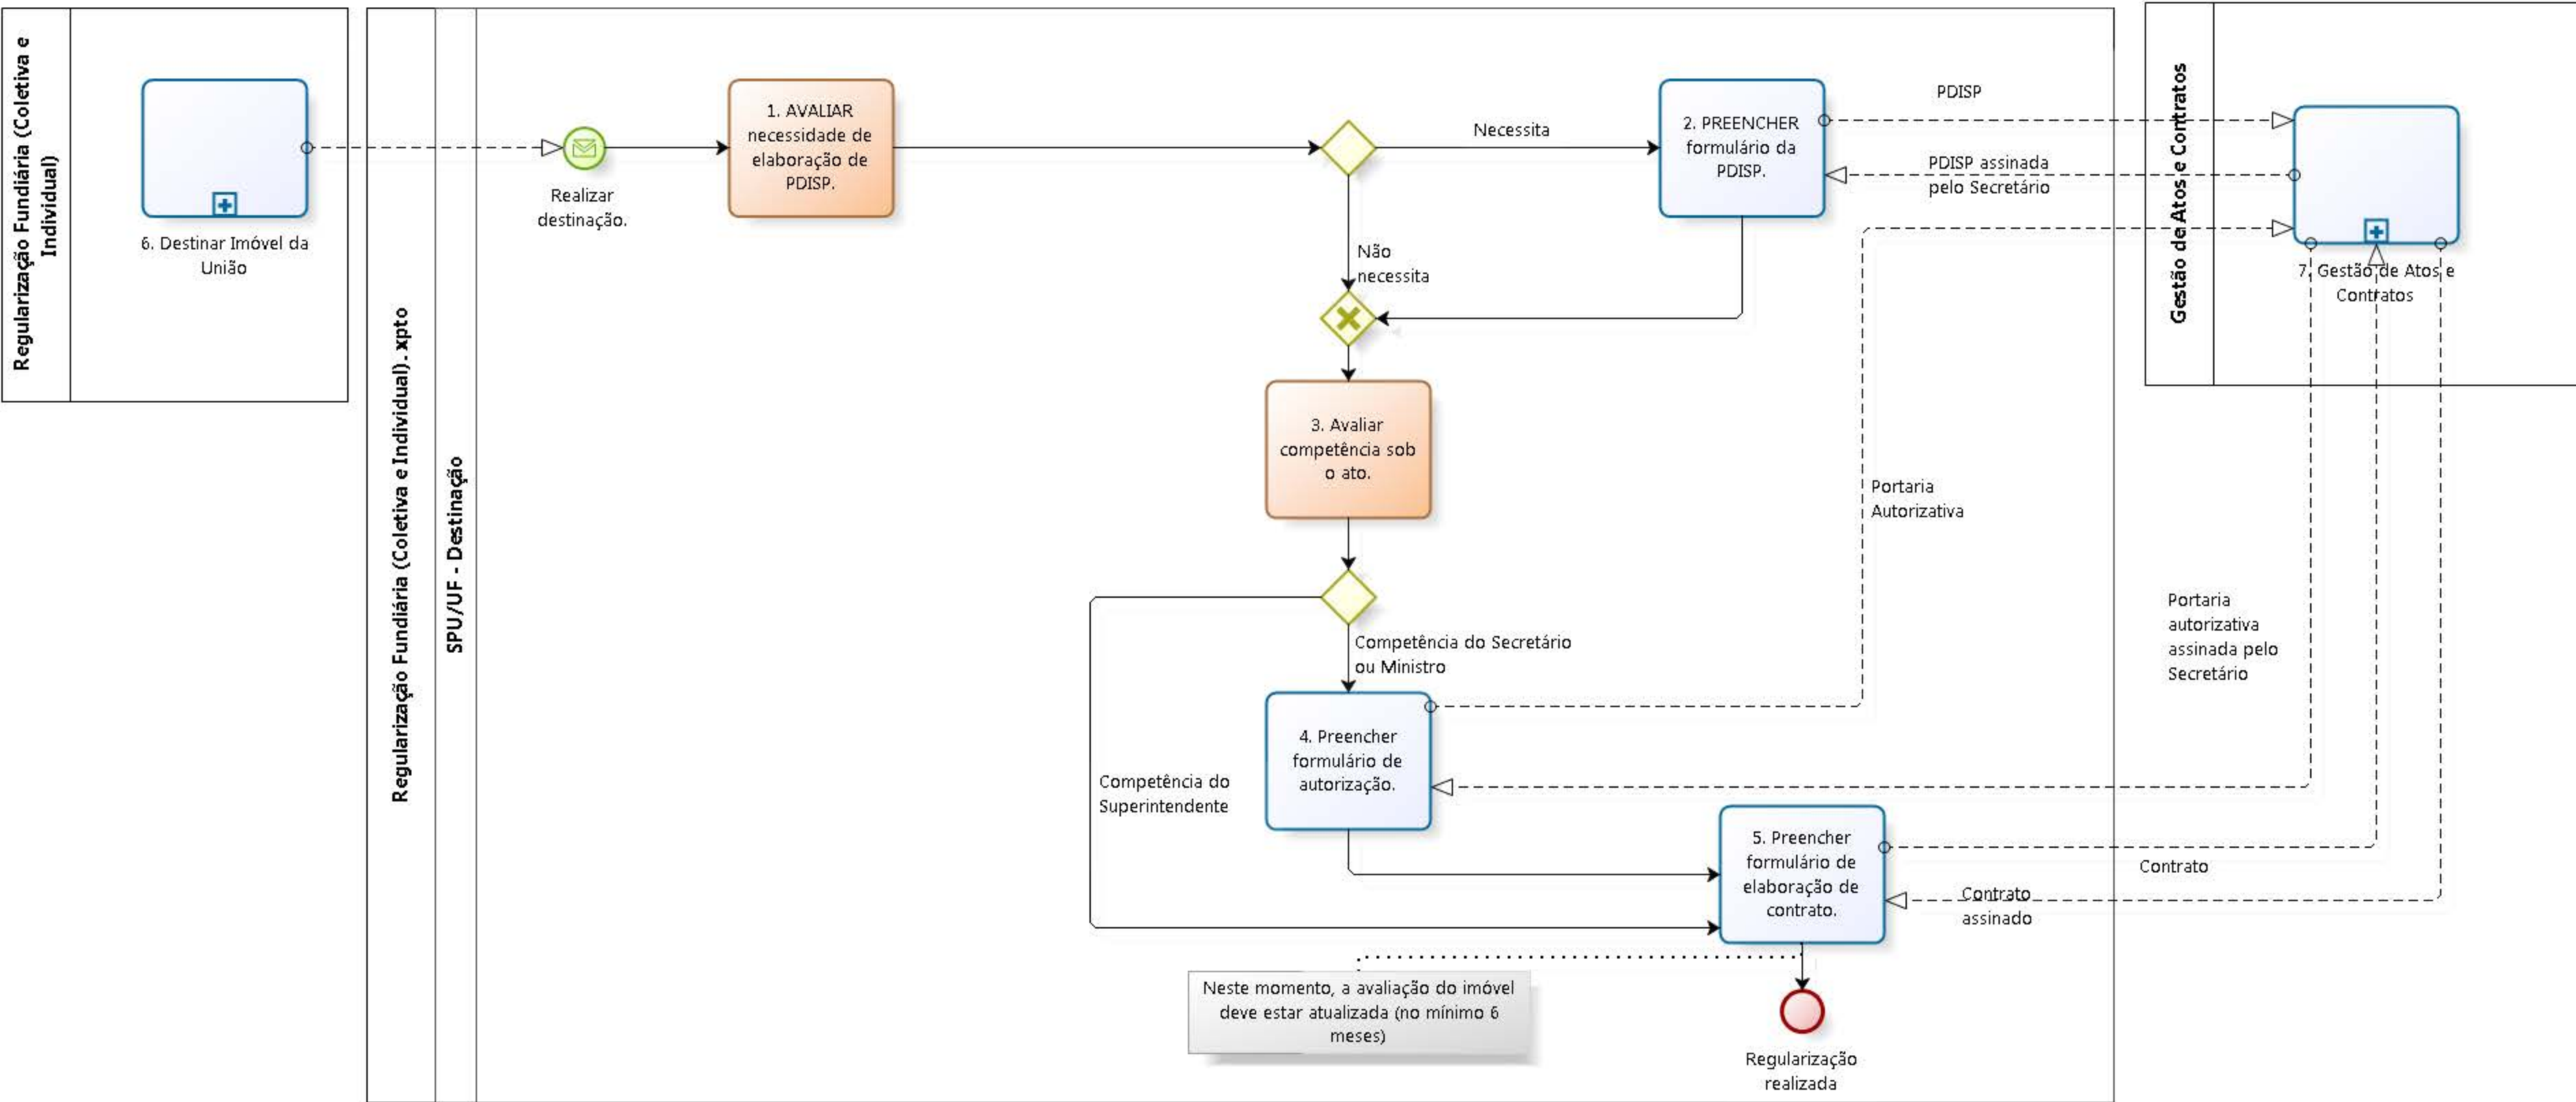 Regularização Fundiária (Coletiva e
Individual)
6. Destinar Imóvel da
União
Regularização Fundiária (Coletiva e Individual). xpto
SPU/UF - Destinação
Realizar
destinação.
1. AVALIAR
necessidade de
elaboração de
PDISP.
Necessita
Não
necessita
2. PREENCHER
formulário da
PDISP.
PDISP
PDISP assinada
pelo Secretário
Gestão de Atos e Contratos
7. Gestão de Atos e
Contratos
3. Avaliar
competência sob
o ato.
Portaria
Autorizativa
Competência do Secretário
ou Ministro
Portaria
autorizativa
assinada pelo
Secretário
4. Preencher
formulário de
autorização.
Competência do
Superintendente
5. Preencher
formulário de
elaboração de
contrato.
Contrato
Contrato
assinado
Neste momento, a avaliação do imóvel
deve estar atualizada (no mínimo 6
meses)
Regularização
realizada